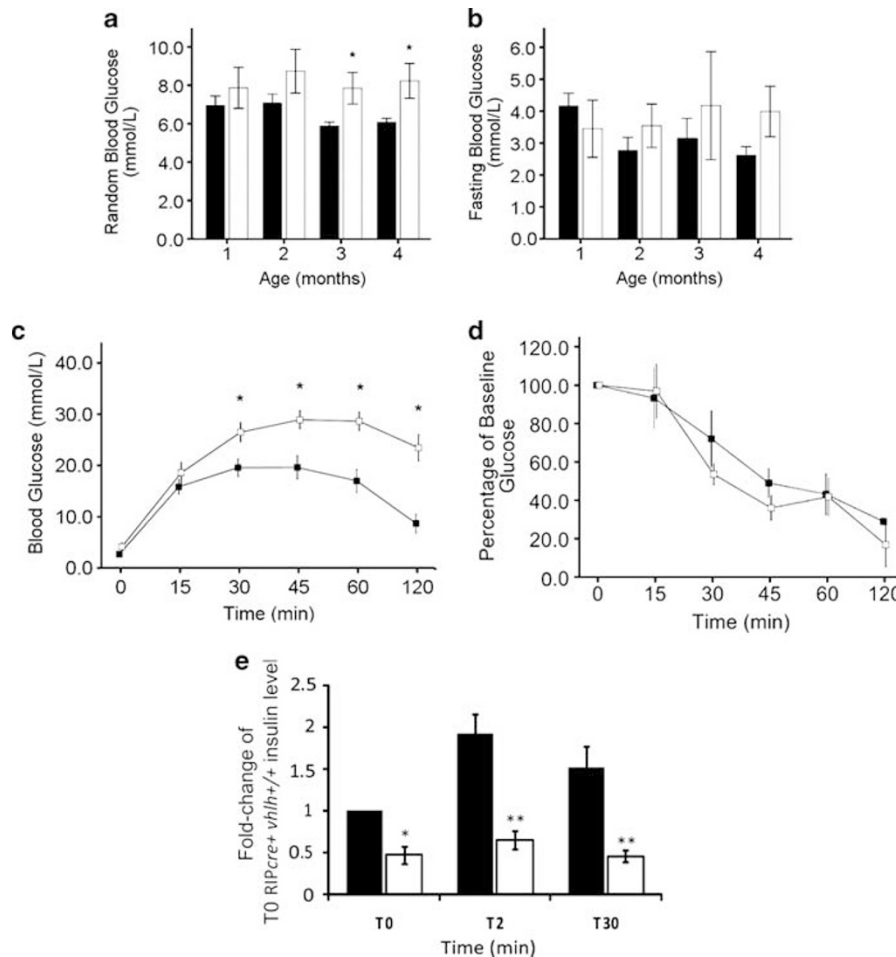 a
Random Blood Glucose
(mmol/L)
10.0
8.0
6.0
4.0
2.0
0.0
* *
1 2 3 4
Age (months)
b
Fasting Blood Glucose
(mmol/L)
6.0
5.0
4.0
3.0
2.0
1.0
0.0
1 2 3 4
Age (months)
c
Blood Glucose (mmol/L)
40.0
30.0
20.0
10.0
0.0
* * * *
0 15 30 45 60 120
Time (min)
d
Percentage of Baseline
Glucose
100.0
80.0
60.0
40.0
20.0
0.0
0 15 30 45 60 120
Time (min)
e
Fold-change of
T0 RIPcre+ vhlh+/+ insulin level
2.5
2
1.5
1
0.5
0
* ** **
T0 T2 T30
Time (min)